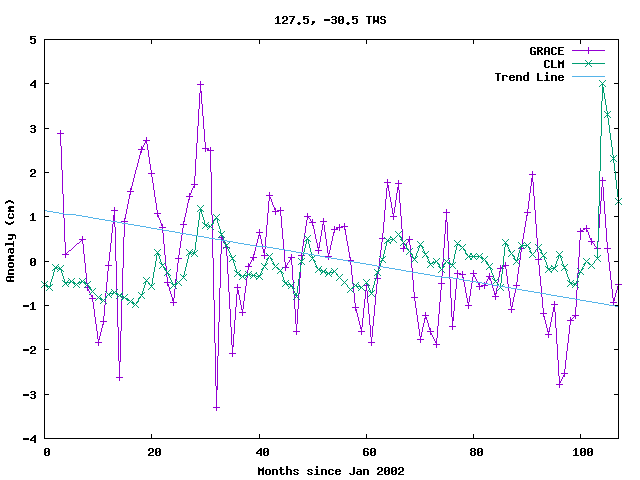 127.5, -30.5 TWS
GRACE
CLM
Trend Line
5
4
3
2
1
0
-1
-2
-3
-4
Anomaly (cm)
0 20 40 60 80 100
Months since Jan 2002